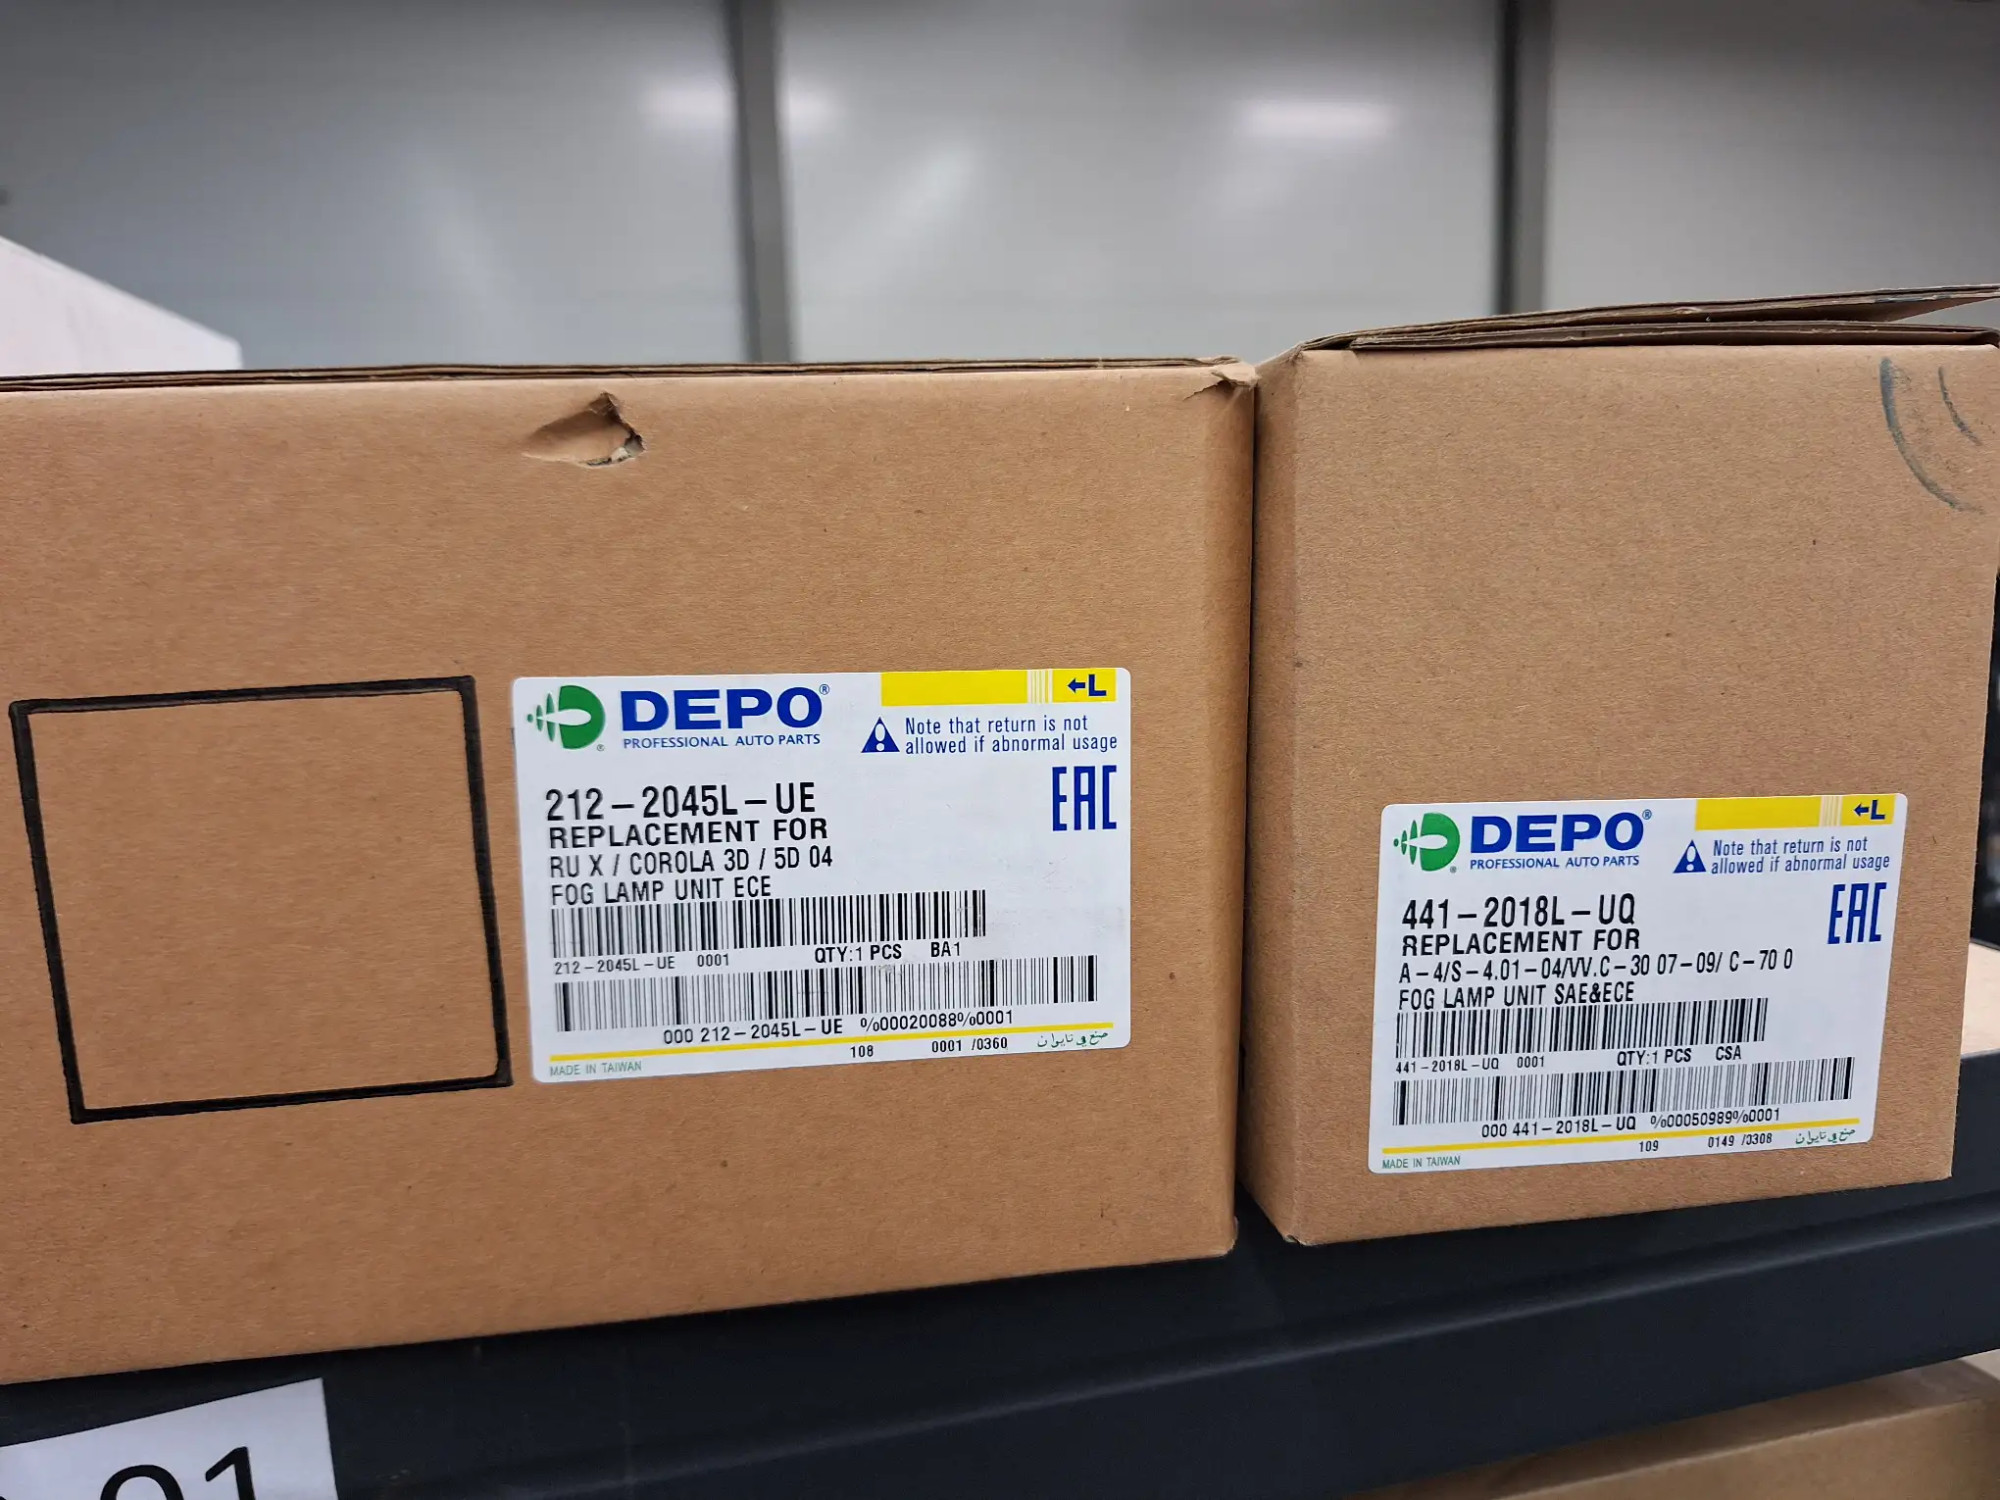 DEPO®
PROFESSIONAL AUTO PARTS
←L
Note that return is not
allowed if abnormal usage
EAC
212-2045L-UE
REPLACEMENT FOR
RU X / COROLA 3D / 5D 04
FOG LAMP UNIT ECE
212-2045L-UE 0001 QTY:1 PCS BA1
000 212-2045L-UE %00020088%0001
108 0001 /0360 صنع في تايوان
MADE IN TAIWAN
DEPO®
PROFESSIONAL AUTO PARTS
←L
Note that return is not
allowed if abnormal usage
EAC
441-2018L-UQ
REPLACEMENT FOR
A-4/S-4.01-04/VV.C-30 07-09/ C-70 0
FOG LAMP UNIT SAE&ECE
441-2018L-UQ 0001 QTY:1 PCS CSA
000 441-2018L-UQ %00050989%0001
109 0149 /0308 صنع في تايوان
MADE IN TAIWAN
01